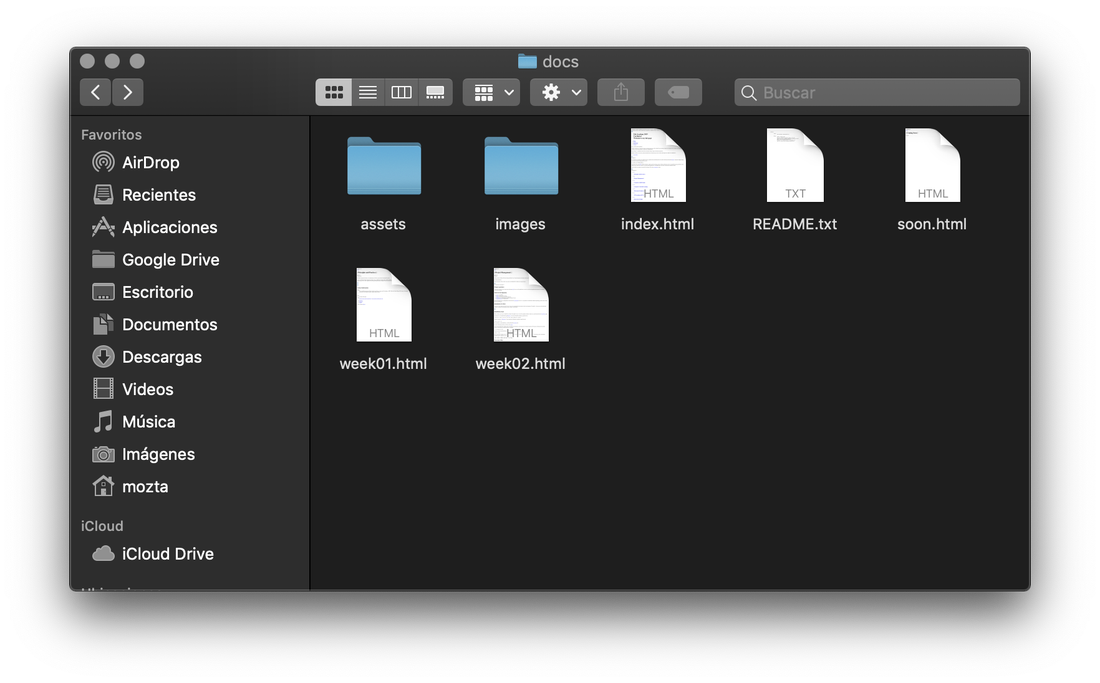 docs
Buscar
Favoritos
AirDrop
Recientes
Aplicaciones
Google Drive
Escritorio
Documentos
Descargas
Videos
Música
Imágenes
mozta
iCloud
iCloud Drive
HTML
TXT
HTML
assets
images
index.html
README.txt
soon.html
HTML
HTML
week01.html
week02.html